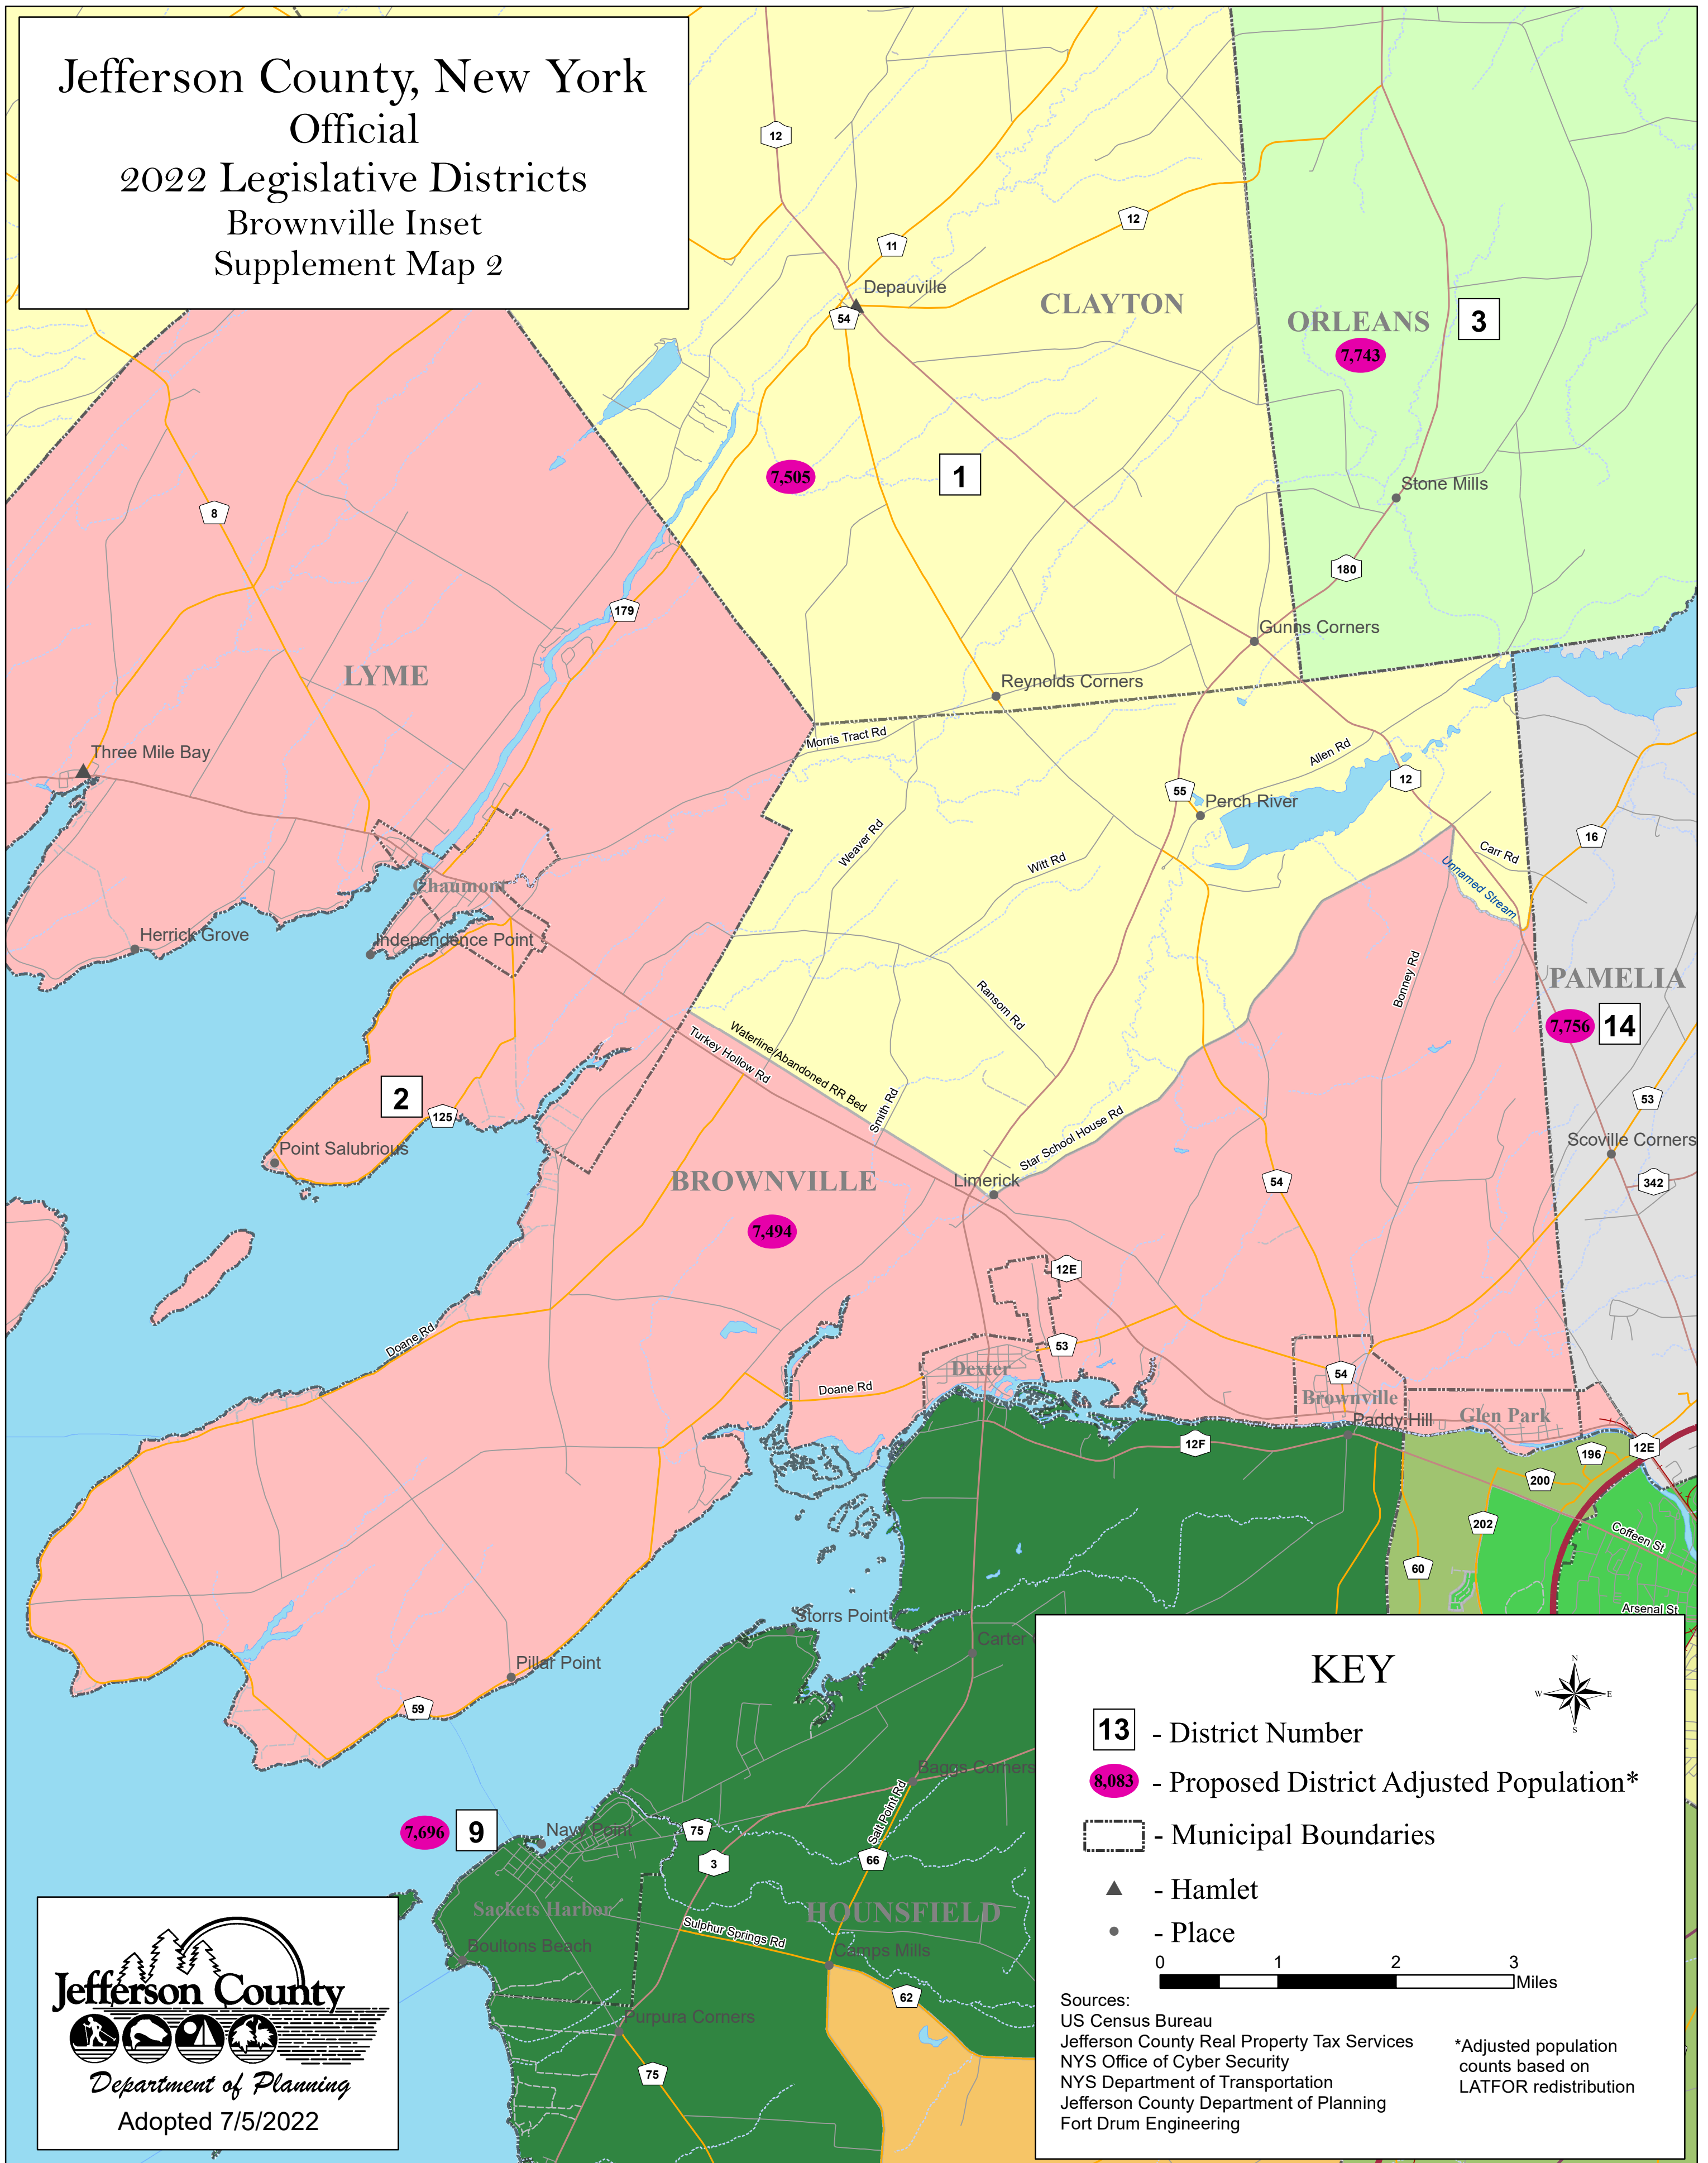 Jefferson County, New York
Official
2022 Legislative Districts
Brownville Inset
Supplement Map 2
12
11
12
Depauville
54
CLAYTON
ORLEANS
3
7,743
7,505
1
Stone Mills
8
180
179
Gunns Corners
LYME
Reynolds Corners
Morris Tract Rd
Three Mile Bay
Allen Rd
12
55
Perch River
16
Weaver Rd
Witt Rd
Carr Rd
Unnamed Stream
Chaumont
Herrick Grove
Independence Point
Bonney Rd
PAMELIA
Ransom Rd
7,756
14
Waterline/Abandoned RR Bed
Turkey Hollow Rd
2
125
Smith Rd
53
Star School House Rd
Scoville Corners
Point Salubrious
BROWNVILLE
Limerick
54
342
7,494
12E
Doane Rd
53
Dexter
54
Doane Rd
Brownville
Glen Park
Paddy Hill
12F
12E
196
200
202
Coffeen St
60
Arsenal St
Storrs Point
Carter
Pillar Point
59
Baggs Corners
Salt Point Rd
7,696
9
Navy Point
75
3
66
Sackets Harbor
HOUNSFIELD
Sulphur Springs Rd
Boultons Beach
Camps Mills
62
Purpura Corners
75
KEY
N
W
E
S
13 - District Number
8,083 - Proposed District Adjusted Population*
- Municipal Boundaries
- Hamlet
- Place
0 1 2 3
Miles
Sources:
US Census Bureau
Jefferson County Real Property Tax Services
NYS Office of Cyber Security
NYS Department of Transportation
Jefferson County Department of Planning
Fort Drum Engineering
*Adjusted population
counts based on
LATFOR redistribution
Jefferson County
Department of Planning
Adopted 7/5/2022